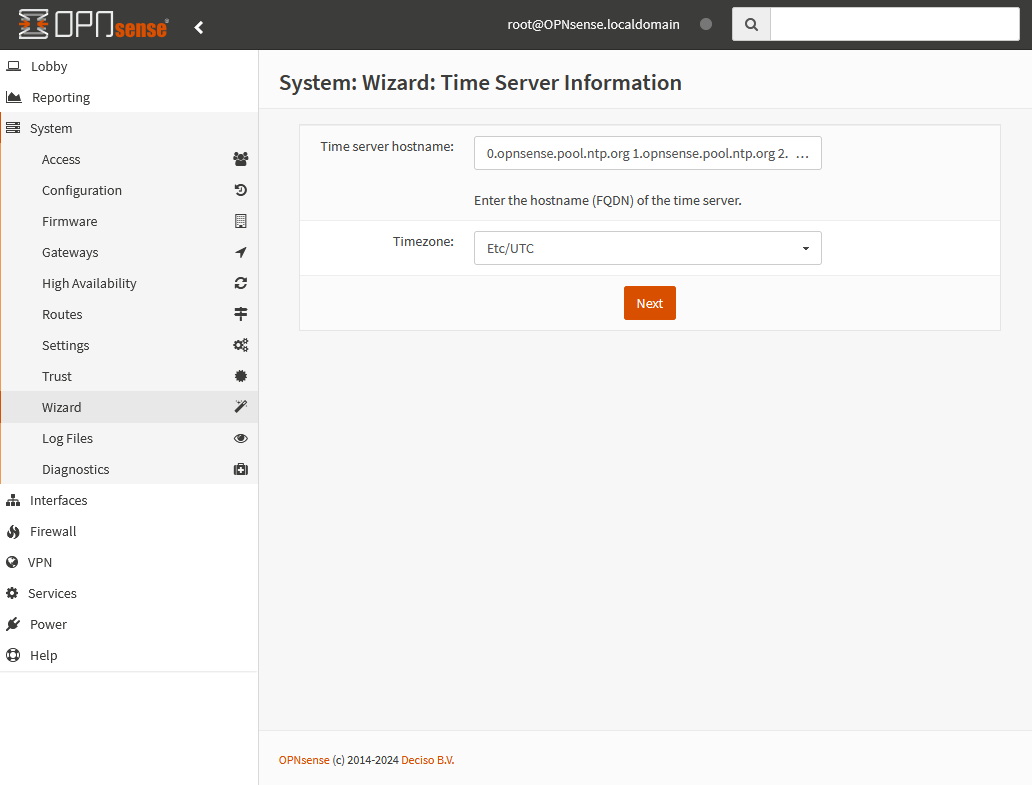 OPNsense
root@OPNsense.localdomain
Lobby
Reporting
System
Access
Configuration
Firmware
Gateways
High Availability
Routes
Settings
Trust
Wizard
Log Files
Diagnostics
Interfaces
Firewall
VPN
Services
Power
Help
System: Wizard: Time Server Information
Time server hostname: 0.opnsense.pool.ntp.org 1.opnsense.pool.ntp.org 2. ...
Enter the hostname (FQDN) of the time server.
Timezone: Etc/UTC
Next
OPNsense (c) 2014-2024 Deciso B.V.